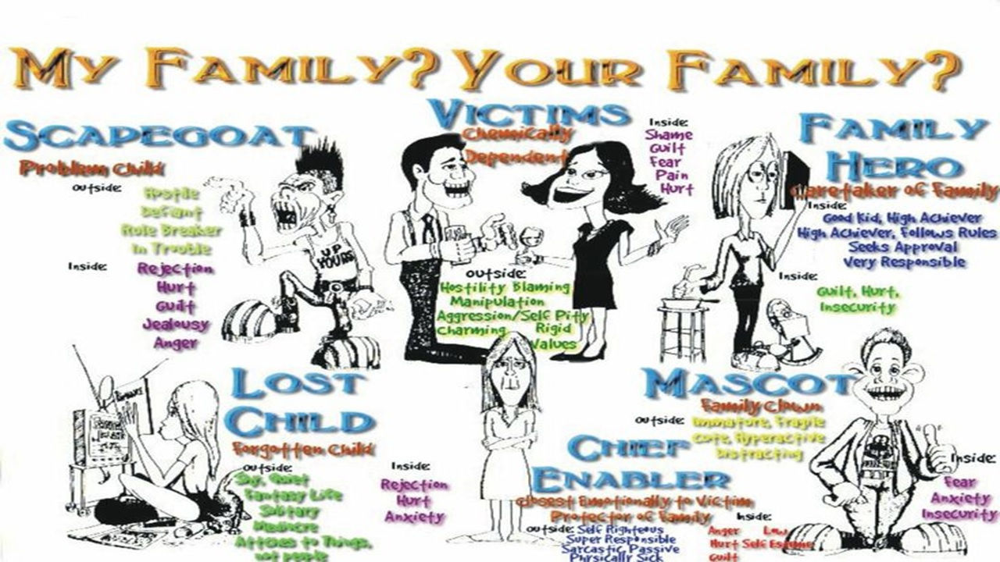 My Family? Your Family?
Scapegoat
Problem Child
Outside:
Hostile
Defiant
Rule Breaker
In Trouble
Inside:
Rejection
Hurt
Guilt
Jealousy
Anger
UP
YOURS
Victims
Chemically
Dependent
Inside:
Shame
Guilt
Fear
Pain
Hurt
Outside:
Hostility Blaming
Manipulation
Aggression/Self Pity
Charming Rigid
Values
Family
Hero
Caretaker of Family
Inside:
Good Kid, High Achiever
High Achiever, Follows Rules
Seeks Approval
Very Responsible
Inside:
Guilt, Hurt,
Insecurity
Lost
Child
Forgotten Child
Outside:
Shy, Quiet
Fantasy Life
Solitary
Mediocre
Attches to Things,
not people
Inside:
Rejection
Hurt
Anxiety
Chief
Enabler
Closest Emotionally to Victim
Protector of Family
Outside: Self Righteous
Super Responsible
Sarcastic Passive
Physically Sick
Inside:
Anger Low
Hurt Self Esteem
Guilt
Mascot
Family Clown
Outside: Immature, Fragile
Cute, Hyperactive
Distracting
Inside:
Fear
Anxiety
Insecurity